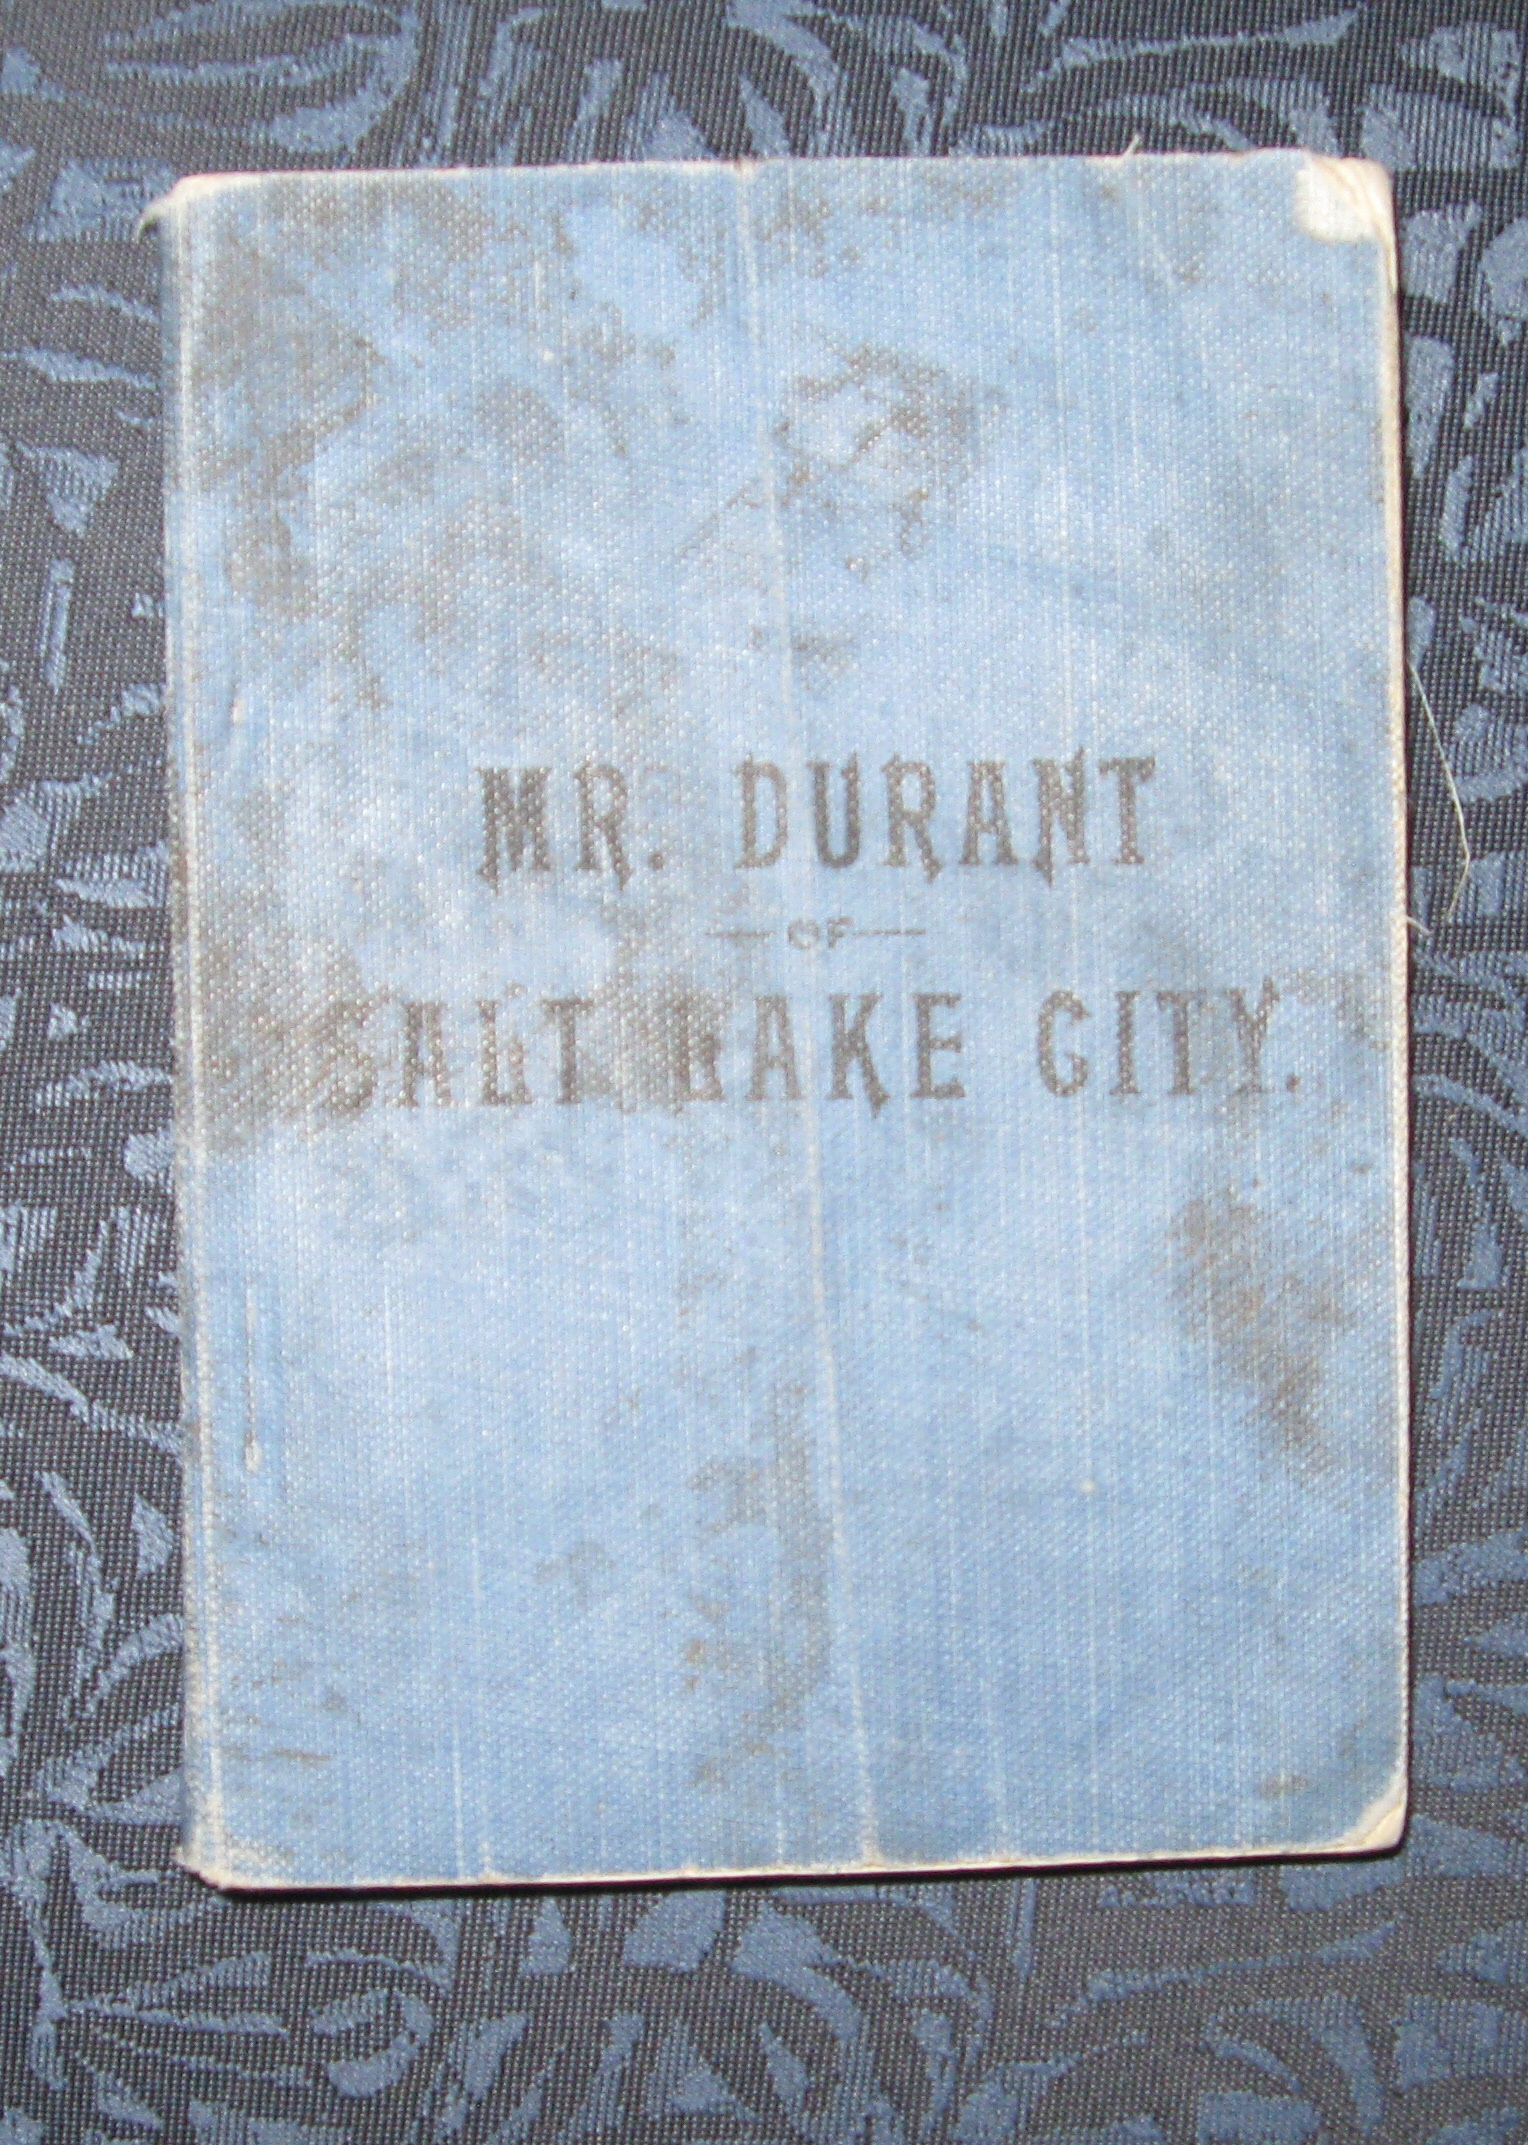 MR. DURANT
OF
SALT LAKE CITY.